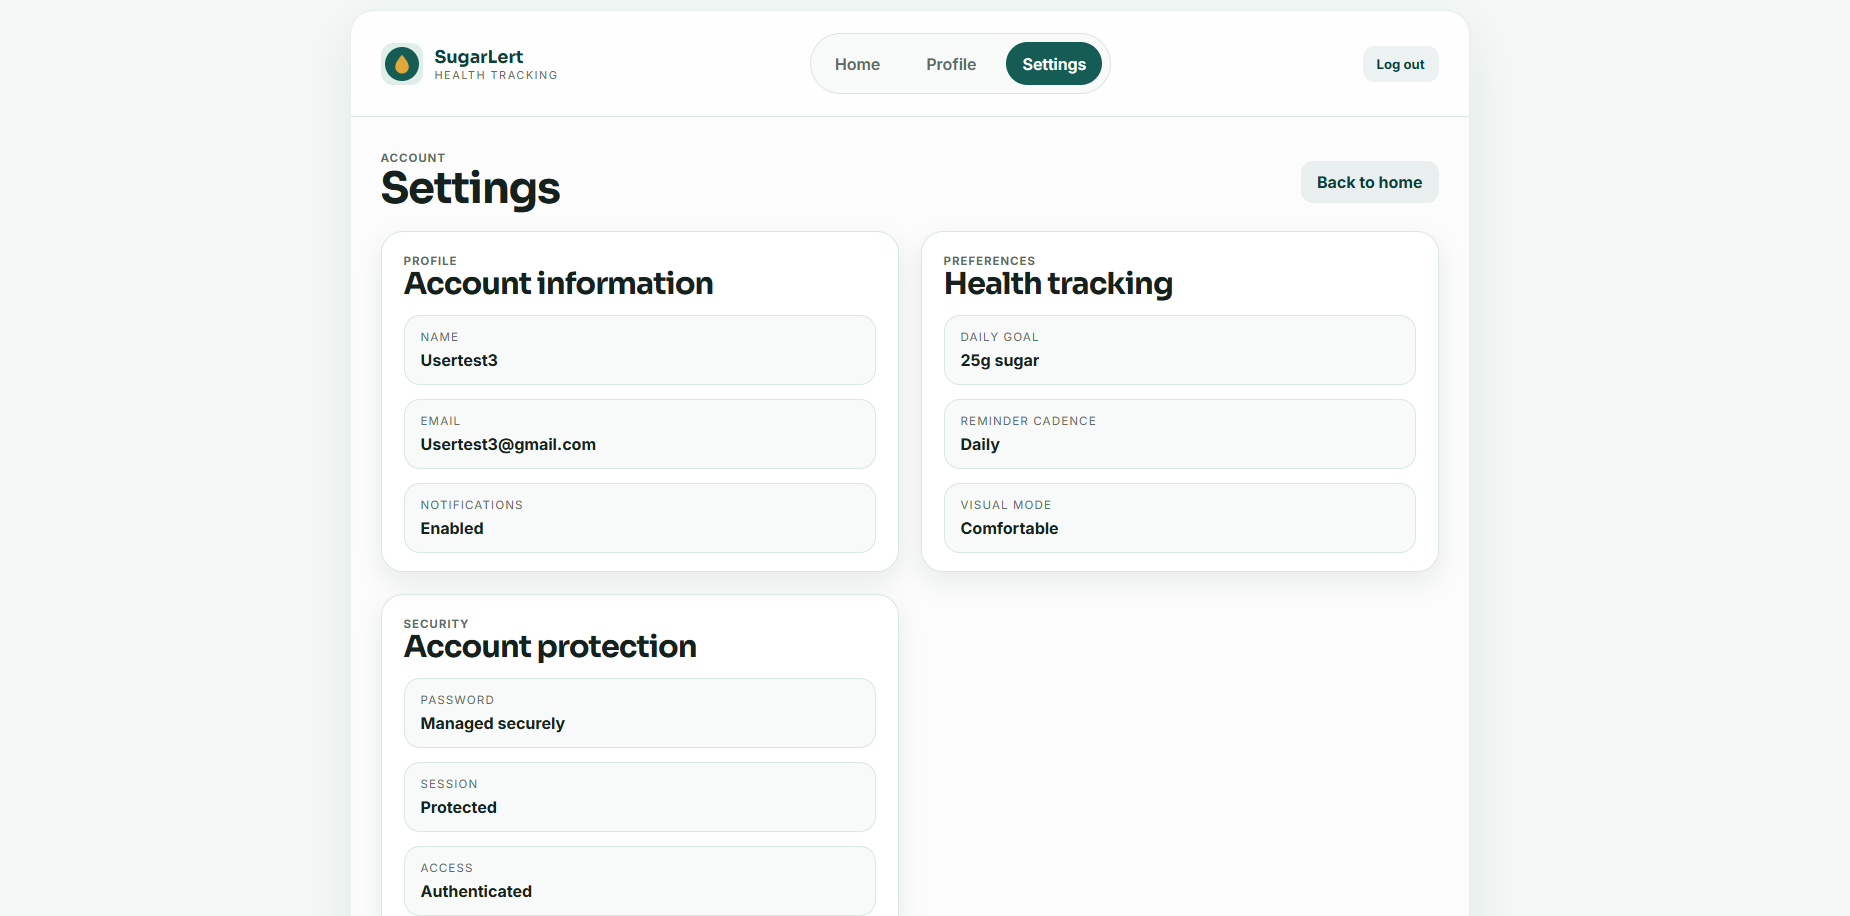 SugarLert
HEALTH TRACKING
Home
Profile
Settings
Log out
ACCOUNT
Settings
Back to home
PROFILE
Account information
NAME
Usertest3
EMAIL
Usertest3@gmail.com
NOTIFICATIONS
Enabled
PREFERENCES
Health tracking
DAILY GOAL
25g sugar
REMINDER CADENCE
Daily
VISUAL MODE
Comfortable
SECURITY
Account protection
PASSWORD
Managed securely
SESSION
Protected
ACCESS
Authenticated